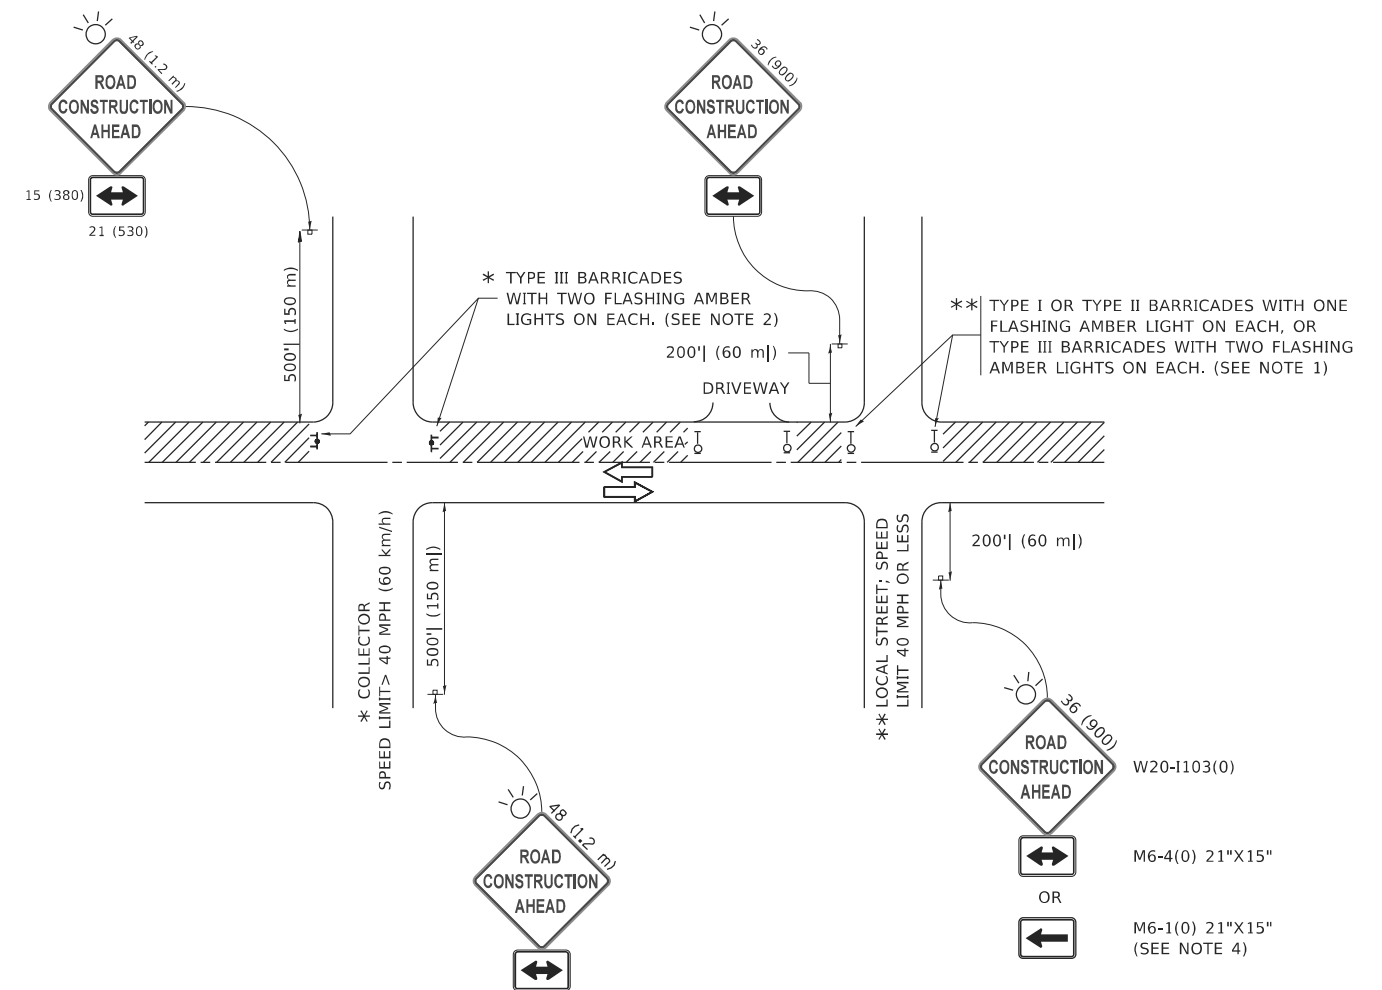 48 (1.2 m)
ROAD
CONSTRUCTION
AHEAD
15 (380)
21 (530)
36 (900)
ROAD
CONSTRUCTION
AHEAD
500'| (150 m)
* TYPE III BARRICADES
WITH TWO FLASHING AMBER
LIGHTS ON EACH. (SEE NOTE 2)
200'| (60 m|)
DRIVEWAY
** TYPE I OR TYPE II BARRICADES WITH ONE
FLASHING AMBER LIGHT ON EACH, OR
TYPE III BARRICADES WITH TWO FLASHING
AMBER LIGHTS ON EACH. (SEE NOTE 1)
WORK AREA
* COLLECTOR
SPEED LIMIT> 40 MPH (60 km/h)
500'| (150 m|)
** LOCAL STREET; SPEED
LIMIT 40 MPH OR LESS
200'| (60 m|)
48 (1.2 m)
ROAD
CONSTRUCTION
AHEAD
36 (900)
ROAD
CONSTRUCTION
AHEAD
W20-I103(0)
M6-4(0) 21"X15"
OR
M6-1(0) 21"X15"
(SEE NOTE 4)